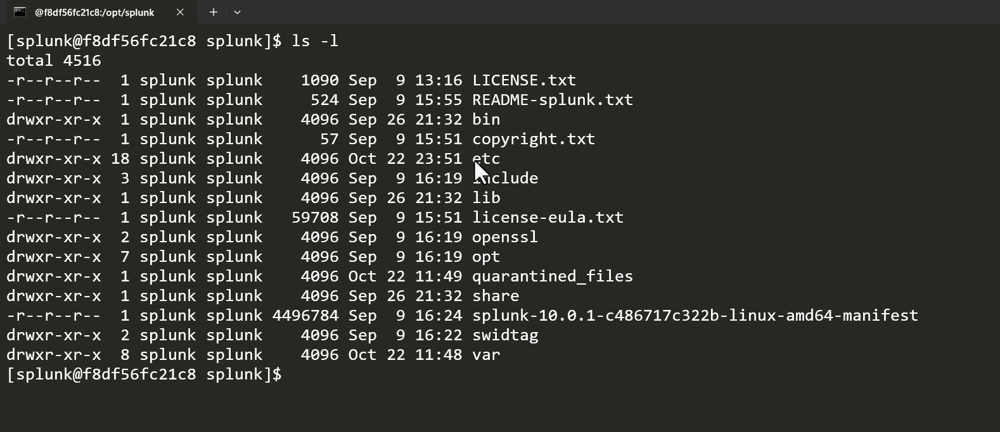 @f8df56fc21c8:/opt/splunk
[splunk@f8df56fc21c8 splunk]$ ls -l
total 4516
-r--r--r--  1 splunk splunk    1090 Sep  9 13:16 LICENSE.txt
-r--r--r--  1 splunk splunk     524 Sep  9 15:55 README-splunk.txt
drwxr-xr-x  1 splunk splunk    4096 Sep 26 21:32 bin
-r--r--r--  1 splunk splunk      57 Sep  9 15:51 copyright.txt
drwxr-xr-x 18 splunk splunk    4096 Oct 22 23:51 etc
drwxr-xr-x  3 splunk splunk    4096 Sep  9 16:19 include
drwxr-xr-x  1 splunk splunk    4096 Sep 26 21:32 lib
-r--r--r--  1 splunk splunk   59708 Sep  9 15:51 license-eula.txt
drwxr-xr-x  2 splunk splunk    4096 Sep  9 16:19 openssl
drwxr-xr-x  7 splunk splunk    4096 Sep  9 16:19 opt
drwxr-xr-x  1 splunk splunk    4096 Oct 22 11:49 quarantined_files
drwxr-xr-x  1 splunk splunk    4096 Sep 26 21:32 share
-r--r--r--  1 splunk splunk 4496784 Sep  9 16:24 splunk-10.0.1-c486717c322b-linux-amd64-manifest
drwxr-xr-x  2 splunk splunk    4096 Sep  9 16:22 swidtag
drwxr-xr-x  8 splunk splunk    4096 Oct 22 11:48 var
[splunk@f8df56fc21c8 splunk]$